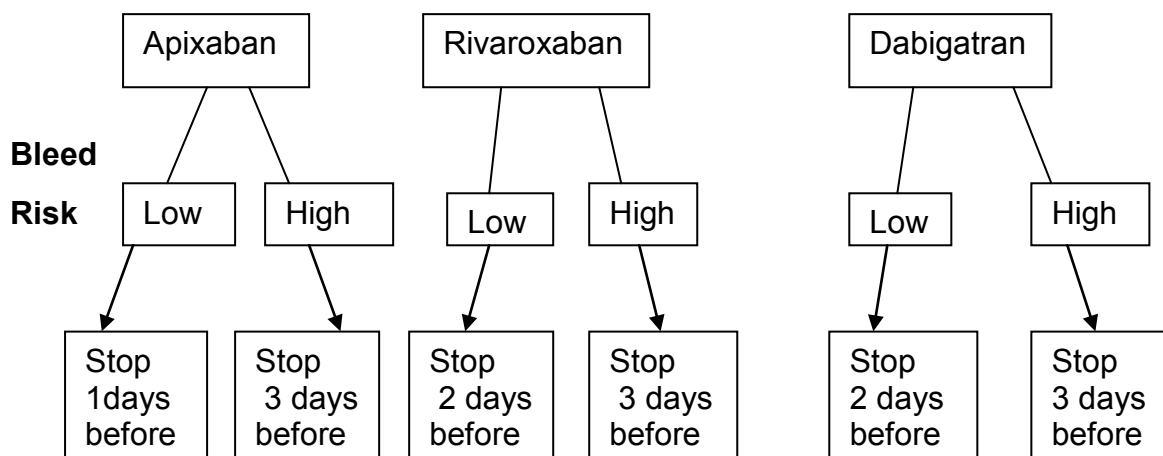 Apixaban
Rivaroxaban
Dabigatran
Bleed
Risk
Low
High
Low
High
Low
High
Stop
1days
before
Stop
3 days
before
Stop
2 days
before
Stop
3 days
before
Stop
2 days
before
Stop
3 days
before